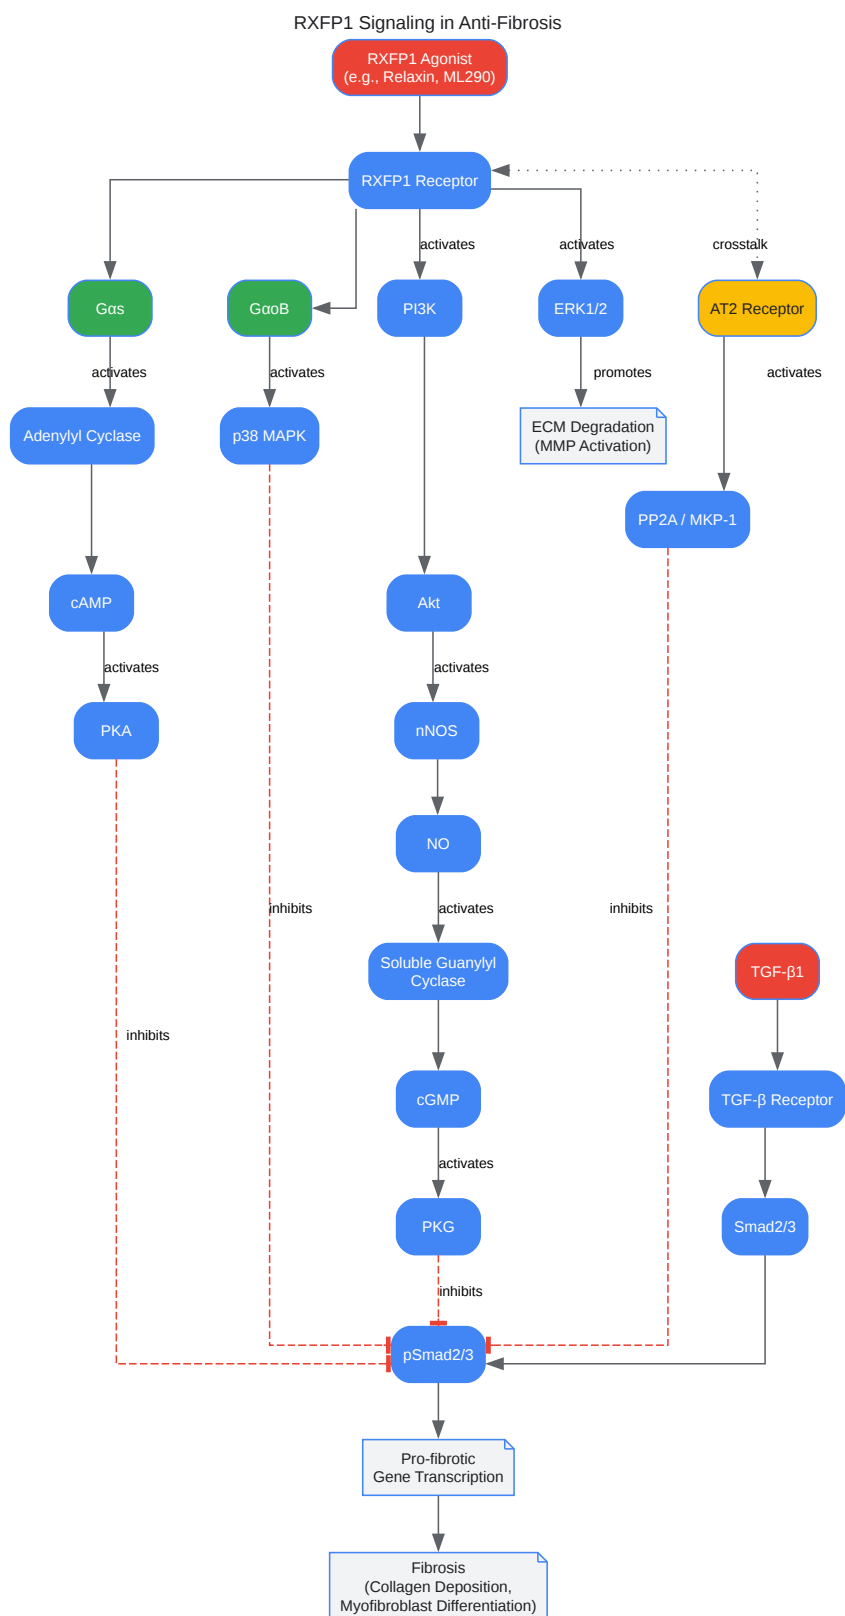 RXFP1 Signaling in Anti-Fibrosis
RXFP1 Agonist
(e.g., Relaxin, ML290)
RXFP1 Receptor
activates
activates
crosstalk
Gαs
GαoB
PI3K
ERK1/2
AT2 Receptor
activates
activates
promotes
activates
Adenylyl Cyclase
p38 MAPK
ECM Degradation
(MMP Activation)
PP2A / MKP-1
cAMP
Akt
activates
activates
PKA
nNOS
NO
inhibits
activates
inhibits
Soluble Guanylyl
Cyclase
TGF-β1
inhibits
cGMP
TGF-β Receptor
activates
PKG
Smad2/3
inhibits
pSmad2/3
Pro-fibrotic
Gene Transcription
Fibrosis
(Collagen Deposition,
Myofibroblast Differentiation)